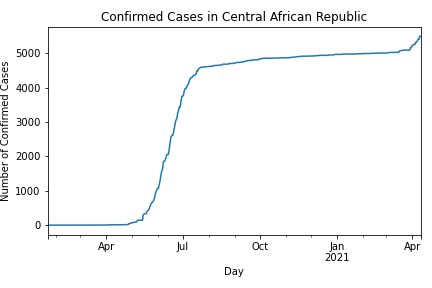 Confirmed Cases in Central African Republic
Number of Confirmed Cases
5000
4000
3000
2000
1000
0
Apr
Jul
Oct
Jan
2021
Apr
Day